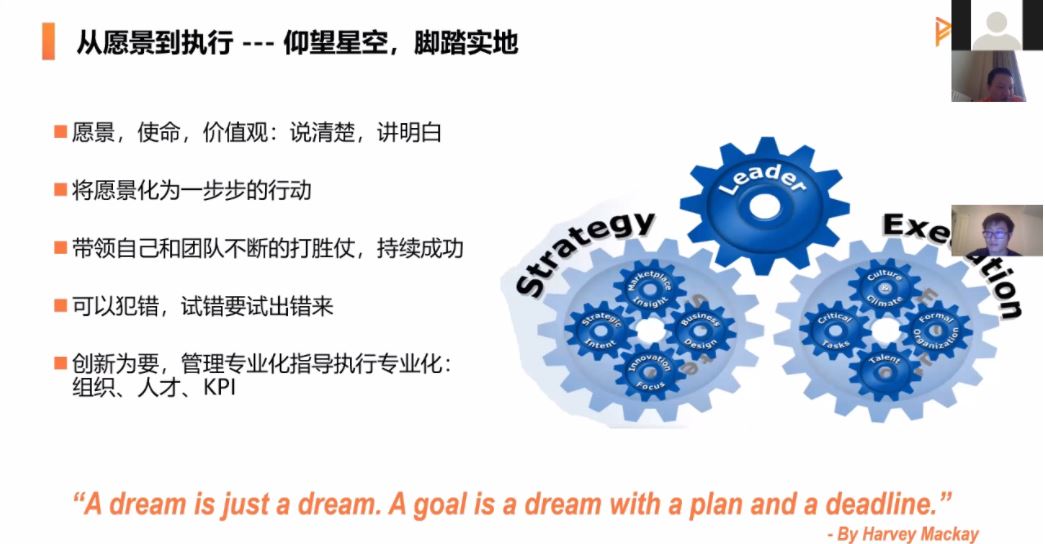 从愿景到执行 --- 仰望星空，脚踏实地
愿景，使命，价值观：说清楚，讲明白
将愿景化为一步步的行动
带领自己和团队不断的打胜仗，持续成功
可以犯错，试错要试出错来
创新为要，管理专业化指导执行专业化：
组织、人才、KPI
Leader
Strategy
Marketplace
Insight
Strategic
Intent
Business
Design
Innovation
Focus
Culture
&
Climate
Critical
Tasks
Formal
Organization
Talent
“A dream is just a dream. A goal is a dream with a plan and a deadline.”
- By Harvey Mackay